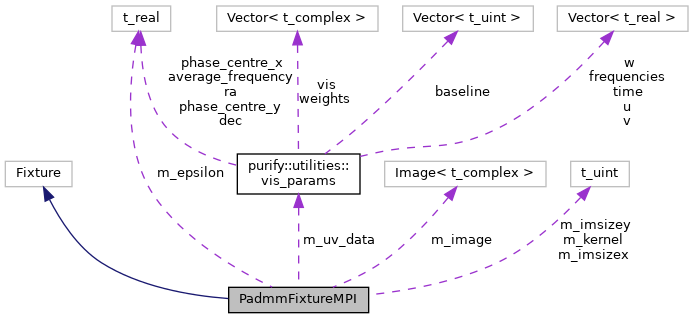 t_real
Vector< t_complex >
Vector< t_uint >
Vector< t_real >
phase_centre_x
average_frequency
ra
phase_centre_y
dec
vis
weights
baseline
w
frequencies
time
u
v
Fixture
m_epsilon
purify::utilities::
vis_params
Image< t_complex >
t_uint
m_uv_data
m_image
m_imsizey
m_kernel
m_imsizex
PadmmFixtureMPI